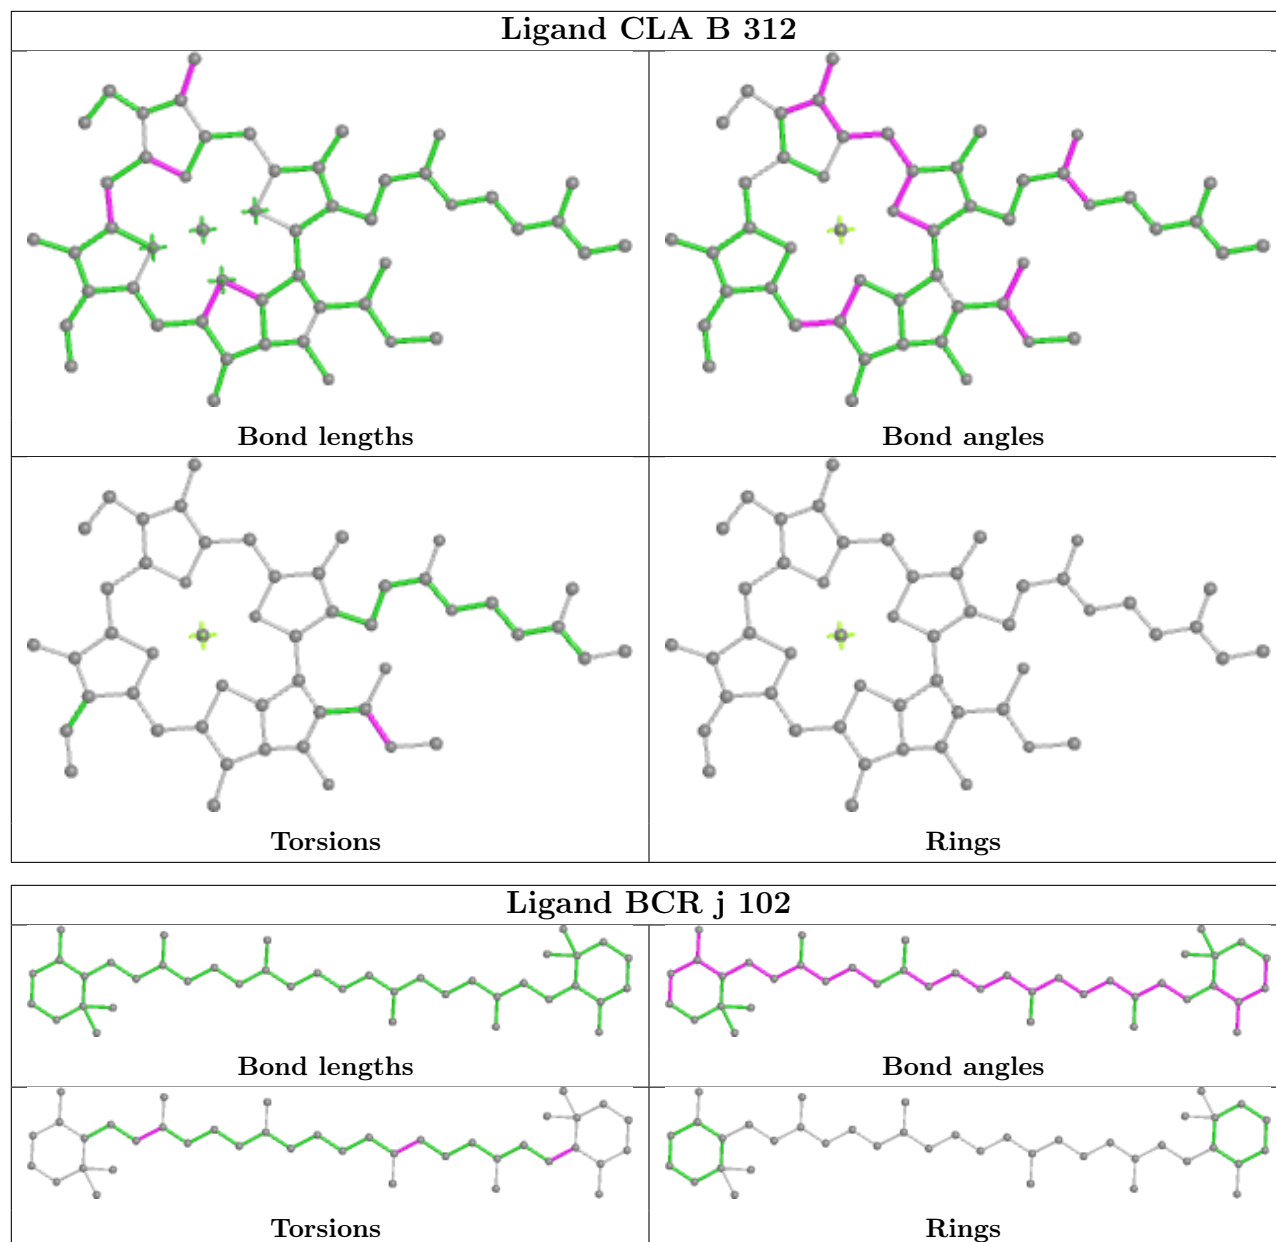 Ligand CLA B 312
Bond lengths
Bond angles
Torsions
Rings
Ligand BCR j 102
Bond lengths
Bond angles
Torsions
Rings